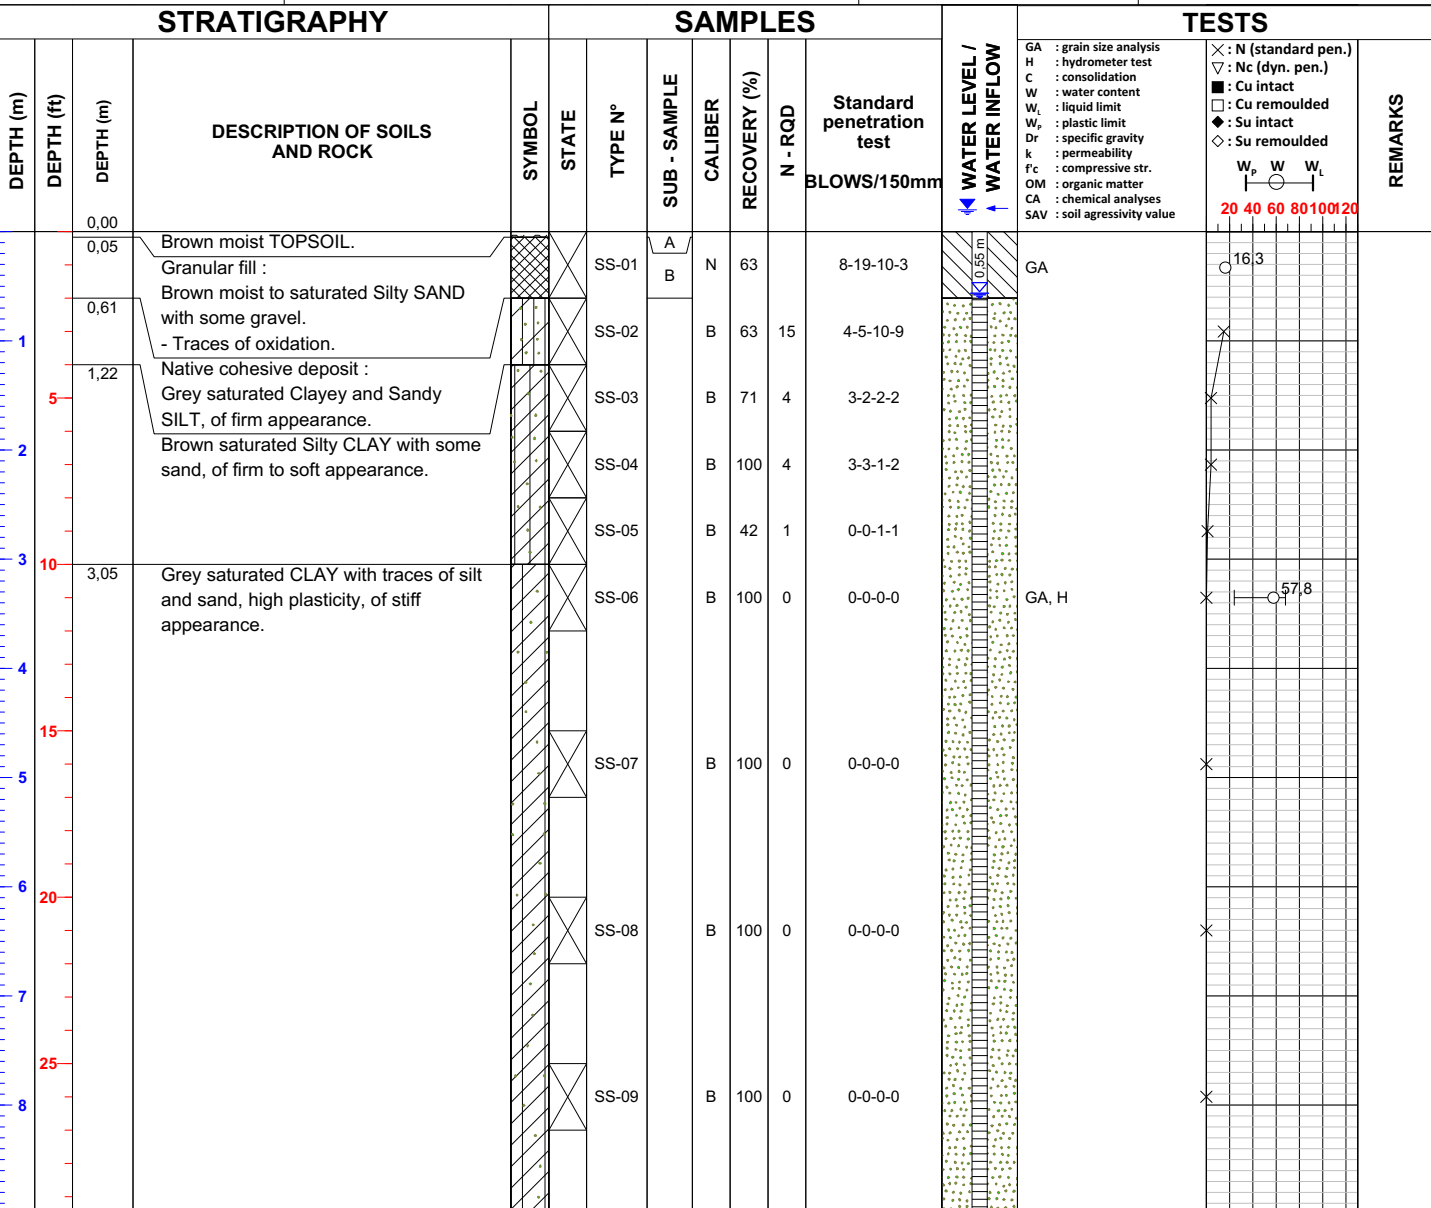 STRATIGRAPHY
SAMPLES
TESTS
DEPTH (m)
DEPTH (ft)
DEPTH (m)
0,00
DESCRIPTION OF SOILS
AND ROCK
SYMBOL
STATE
TYPE N°
SUB - SAMPLE
CALIBER
RECOVERY (%)
N - RQD
Standard
penetration
test
BLOWS/150mm
WATER LEVEL /
WATER INFLOW
GA : grain size analysis
H : hydrometer test
C : consolidation
W : water content
WL : liquid limit
WP : plastic limit
Dr : specific gravity
k : permeability
f'c : compressive str.
OM : organic matter
CA : chemical analyses
SAV : soil agressivity value
: N (standard pen.)
: Nc (dyn. pen.)
: Cu intact
: Cu remoulded
: Su intact
: Su remoulded
WP W WL
20 40 60 80 100 120
REMARKS
0,05
Brown moist TOPSOIL.
Granular fill :
Brown moist to saturated Silty SAND
with some gravel.
- Traces of oxidation.
0,61
Native cohesive deposit :
Grey saturated Clayey and Sandy
SILT, of firm appearance.
1,22
Brown saturated Silty CLAY with some
sand, of firm to soft appearance.
3,05
Grey saturated CLAY with traces of silt
and sand, high plasticity, of stiff
appearance.
1
2
3
4
5
6
7
8
5
10
15
20
25
A
B
SS-01 N 63 8-19-10-3
0,55 m
GA
16,3
SS-02 B 63 15 4-5-10-9
SS-03 B 71 4 3-2-2-2
SS-04 B 100 4 3-3-1-2
SS-05 B 42 1 0-0-1-1
SS-06 B 100 0 0-0-0-0
GA, H
57,8
SS-07 B 100 0 0-0-0-0
SS-08 B 100 0 0-0-0-0
SS-09 B 100 0 0-0-0-0